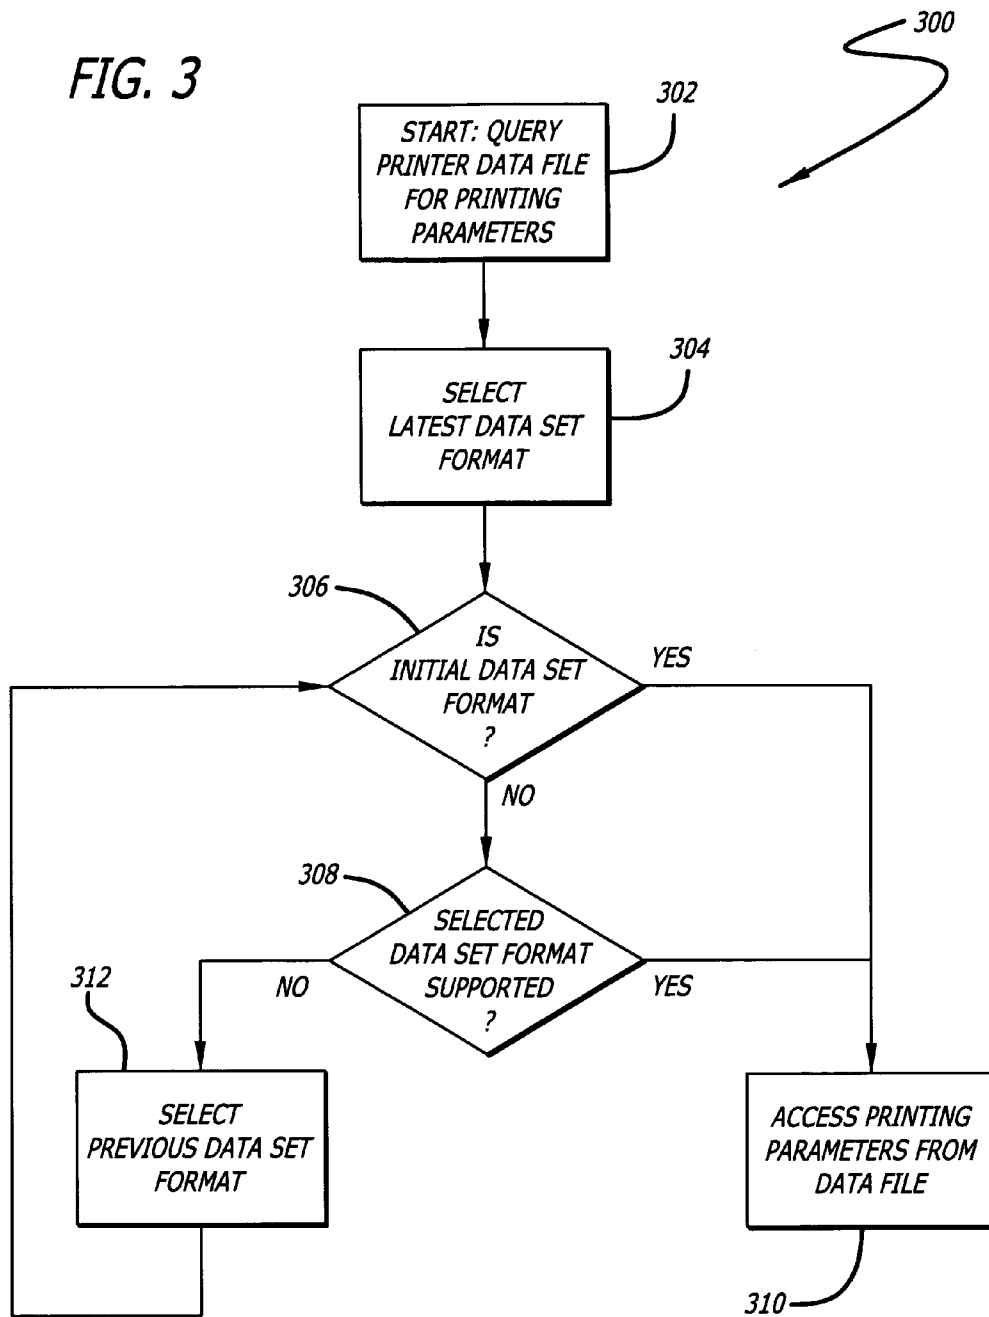 300
FIG. 3
302
START: QUERY
PRINTER DATA FILE
FOR PRINTING
PARAMETERS
304
SELECT
LATEST DATA SET
FORMAT
306
IS
INITIAL DATA SET
FORMAT
?
YES
NO
308
SELECTED
DATA SET FORMAT
SUPPORTED
?
NO
YES
312
SELECT
PREVIOUS DATA SET
FORMAT
ACCESS PRINTING
PARAMETERS FROM
DATA FILE
310